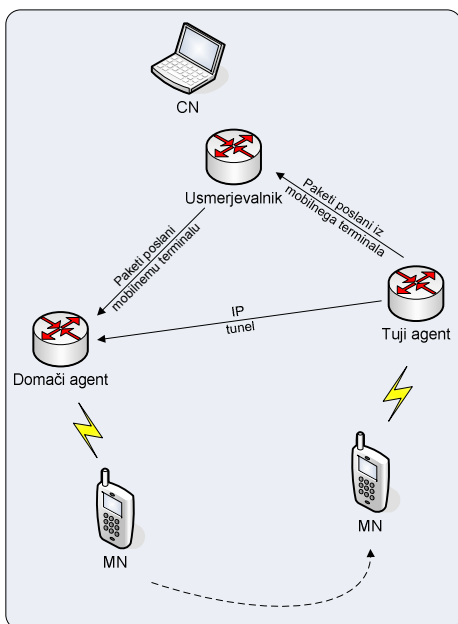 CN
Usmerjevalnik
Paketi poslani
mobilnemu terminalu
Paketi poslani iz
mobilnega terminala
IP
tunel
Tuji agent
Domači agent
MN
MN